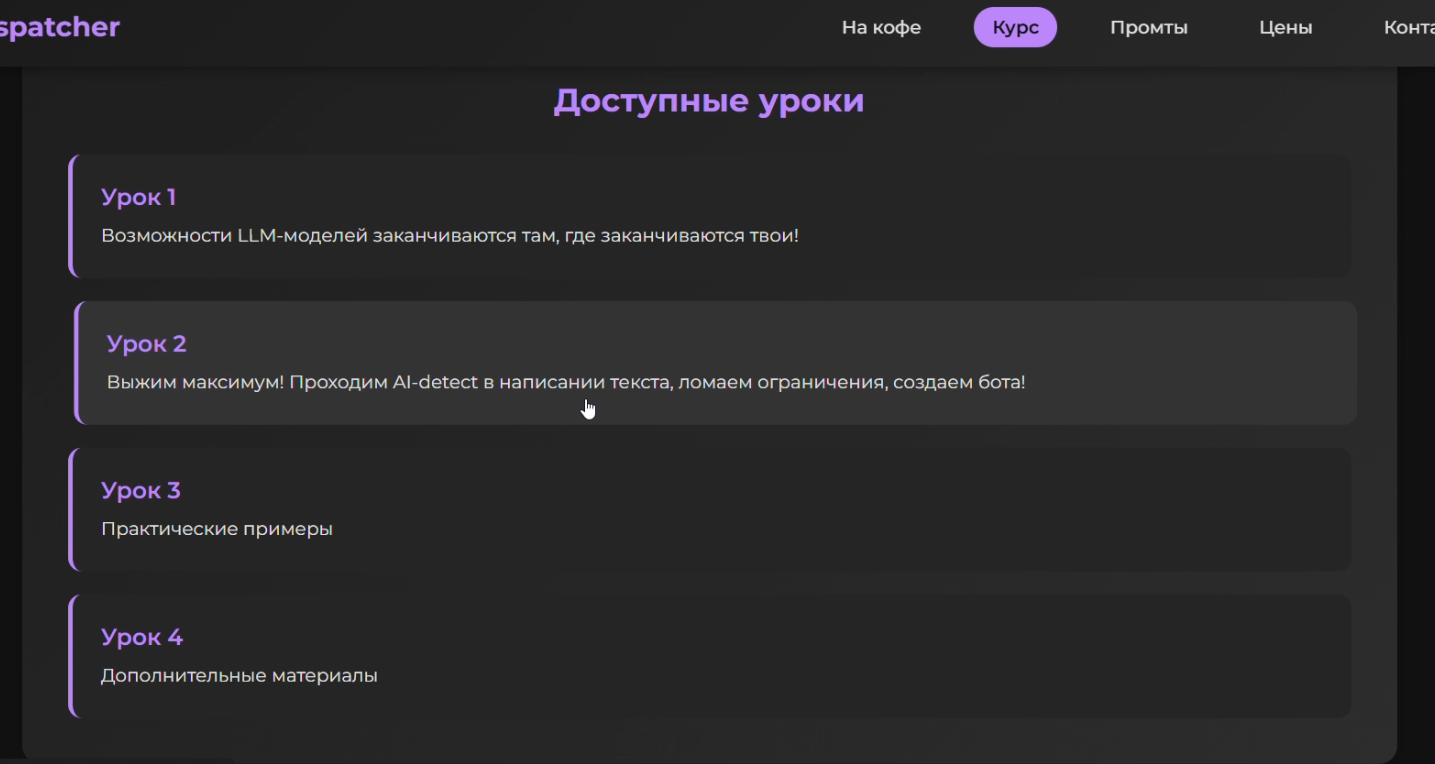 spatcher
На кофе
Курс
Промты
Цены
Конта
Доступные уроки
Урок 1
Возможности LLM-моделей заканчиваются там, где заканчиваются твои!
Урок 2
Выжим максимум! Проходим AI-detect в написании текста, ломаем ограничения, создаем бота!
Урок 3
Практические примеры
Урок 4
Дополнительные материалы